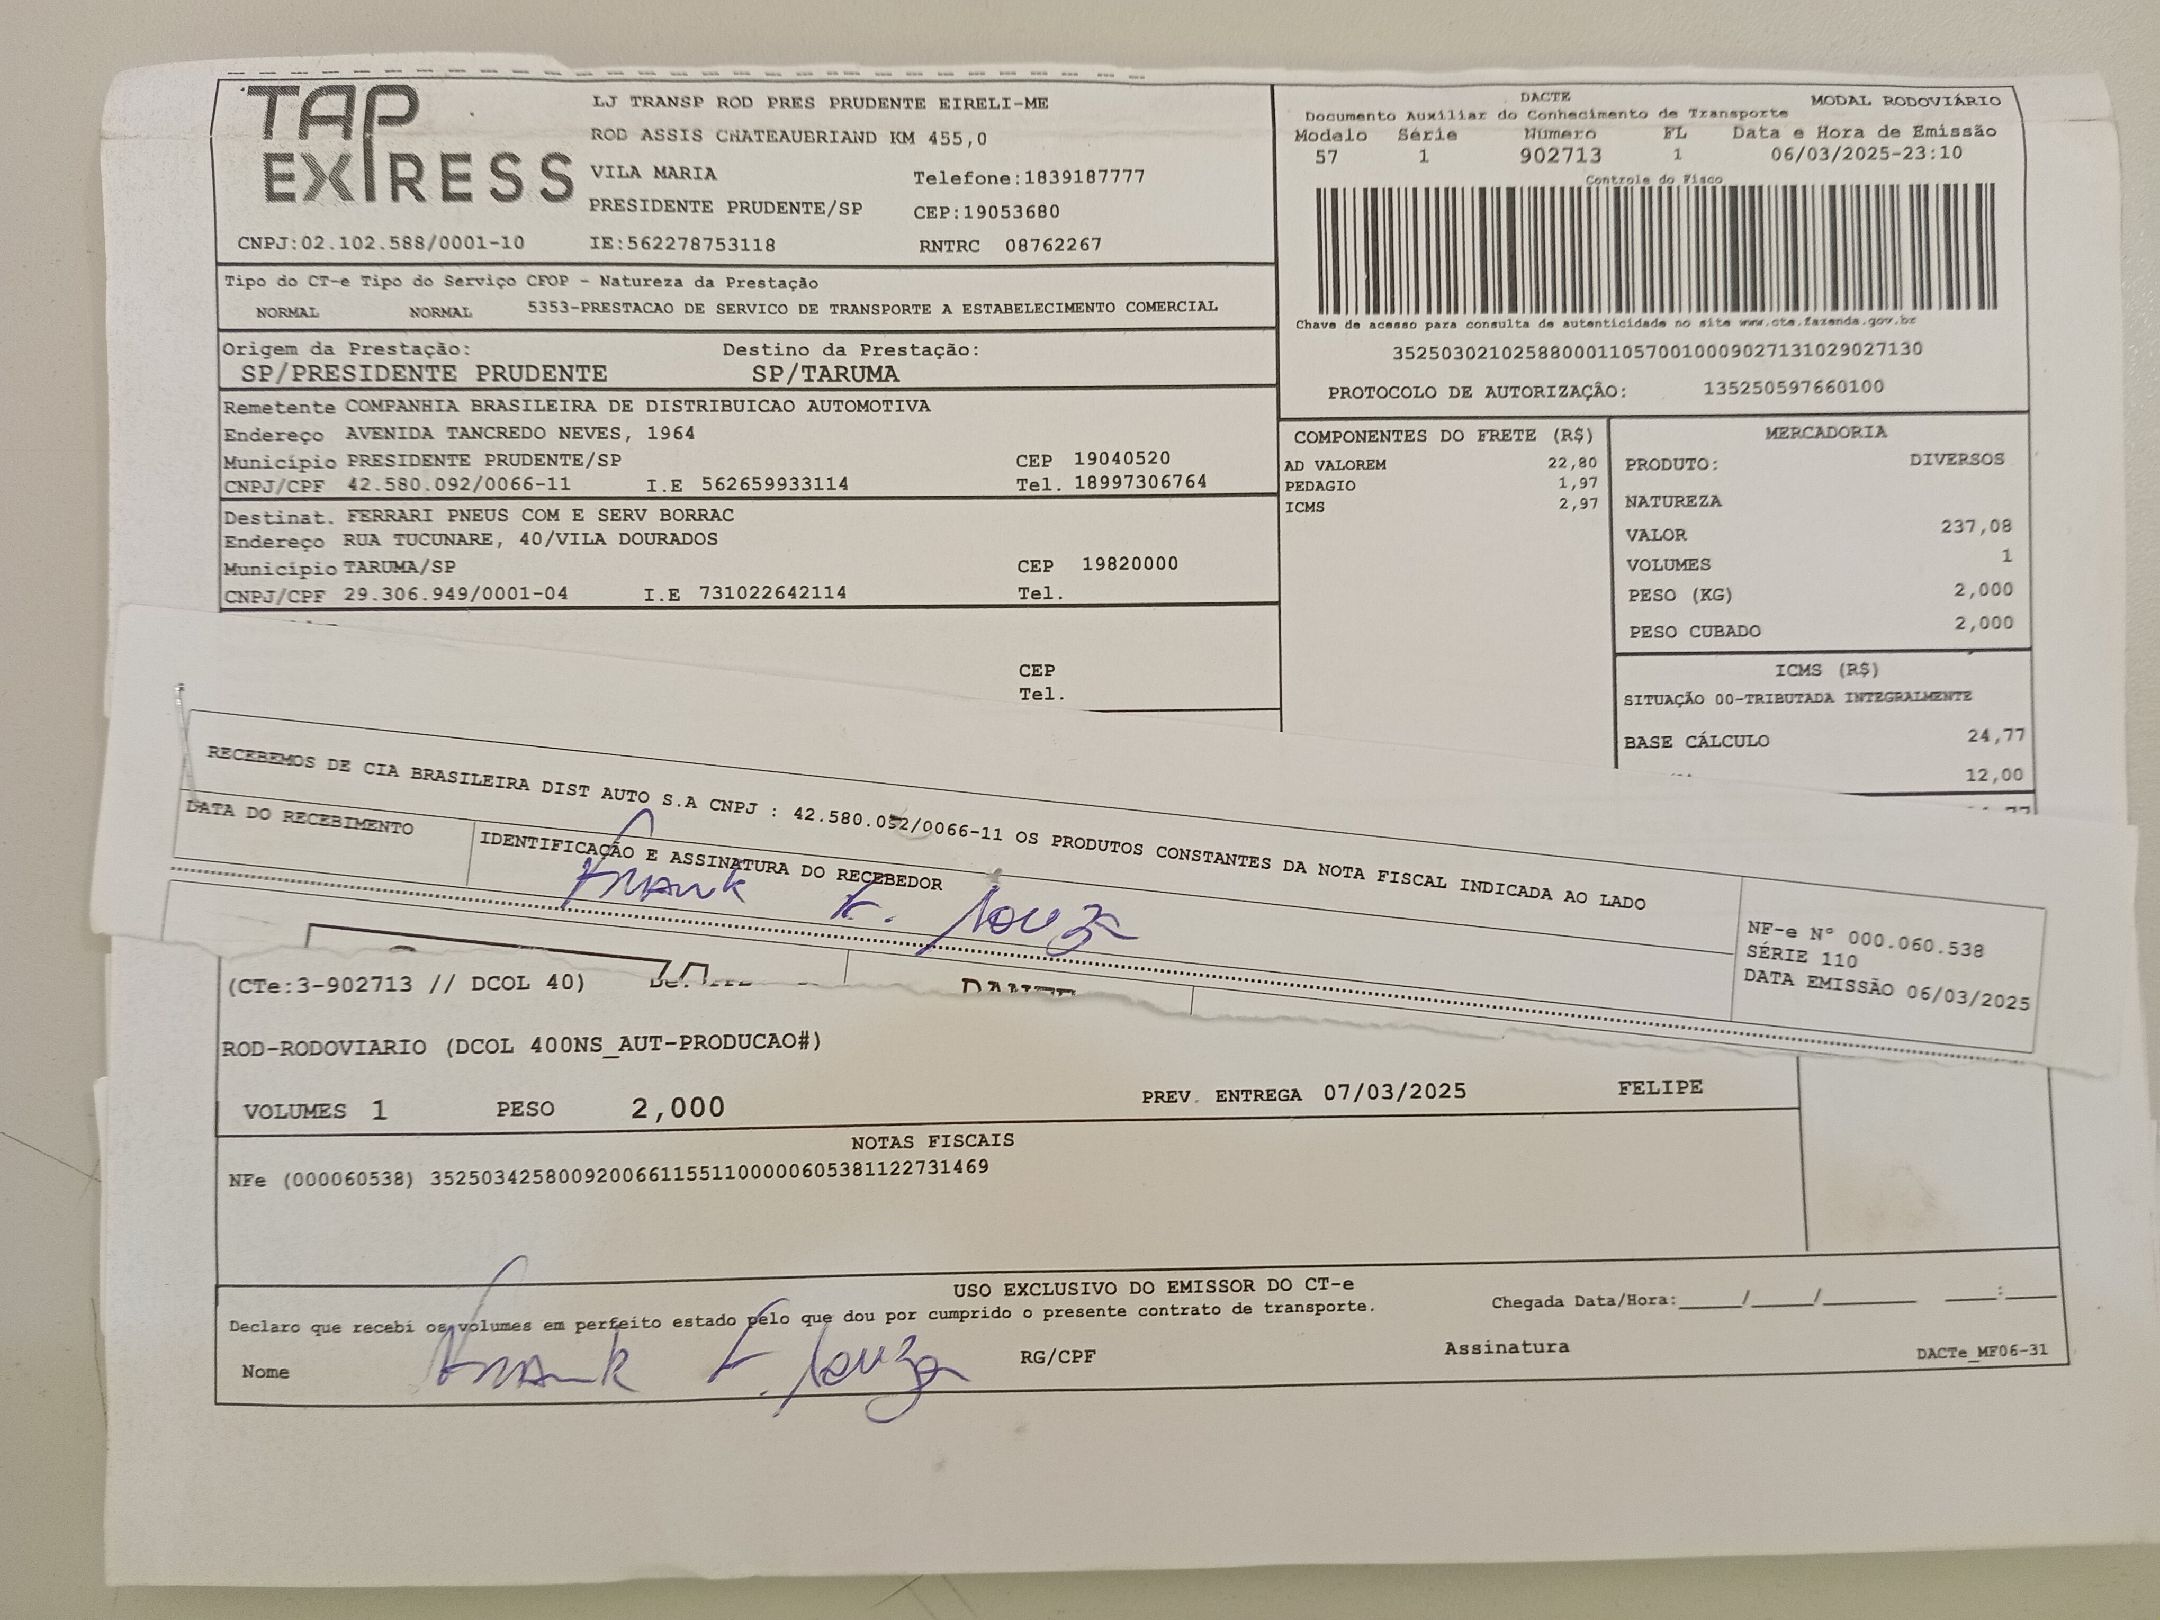 TAP EXPRESS
LJ TRANSP ROD PRES PRUDENTE EIRELI-ME
ROD ASSIS CHATEAUBRIAND KM 455,0
VILA MARIA Telefone:1839187777
PRESIDENTE PRUDENTE/SP CEP:19053680
CNPJ:02.102.588/0001-10 IE:562278753118 RNTRC 08762267
DACTE MODAL RODOVIÁRIO
Documento Auxiliar do Conhecimento de Transporte
Modalo Série Número FL Data e Hora de Emissão
57 1 902713 1 06/03/2025-23:10
Controle do Fisco
Chave de acesso para consulta de autenticidade no site www.cte.fazenda.gov.br
35250302102588000110570010009027131029027130
PROTOCOLO DE AUTORIZAÇÃO: 135250597660100
Tipo do CT-e Tipo do Serviço CFOP - Natureza da Prestação
NORMAL NORMAL 5353-PRESTACAO DE SERVICO DE TRANSPORTE A ESTABELECIMENTO COMERCIAL
Origem da Prestação: Destino da Prestação:
SP/PRESIDENTE PRUDENTE SP/TARUMA
Remetente COMPANHIA BRASILEIRA DE DISTRIBUICAO AUTOMOTIVA
Endereço AVENIDA TANCREDO NEVES, 1964
Município PRESIDENTE PRUDENTE/SP CEP 19040520
CNPJ/CPF 42.580.092/0066-11 I.E 562659933114 Tel. 18997306764
Destinat. FERRARI PNEUS COM E SERV BORRAC
Endereço RUA TUCUNARE, 40/VILA DOURADOS
Município TARUMA/SP CEP 19820000
CNPJ/CPF 29.306.949/0001-04 I.E 731022642114 Tel.
CEP
Tel.
COMPONENTES DO FRETE (R$)
AD VALOREM 22,80
PEDAGIO 1,97
ICMS 2,97
MERCADORIA
PRODUTO: DIVERSOS
NATUREZA
VALOR 237,08
VOLUMES 1
PESO (KG) 2,000
PESO CUBADO 2,000
ICMS (R$)
SITUAÇÃO 00-TRIBUTADA INTEGRALMENTE
BASE CÁLCULO 24,77
12,00
RECEBEMOS DE CIA BRASILEIRA DIST AUTO S.A CNPJ : 42.580.092/0066-11 OS PRODUTOS CONSTANTES DA NOTA FISCAL INDICADA AO LADO
DATA DO RECEBIMENTO IDENTIFICAÇÃO E ASSINATURA DO RECEBEDOR
Frank F. Souza
NF-e N° 000.060.538
SÉRIE 110
DATA EMISSÃO 06/03/2025
(CTe:3-902713 // DCOL 40)
ROD-RODOVIARIO (DCOL 400NS_AUT-PRODUCAO#)
VOLUMES 1 PESO 2,000 PREV. ENTREGA 07/03/2025 FELIPE
NOTAS FISCAIS
NFe (000060538) 35250342580092006611551100000605381122731469
USO EXCLUSIVO DO EMISSOR DO CT-e
Declaro que recebi os volumes em perfeito estado pelo que dou por cumprido o presente contrato de transporte. Chegada Data/Hora:_____/_____/________ _____:_____
Nome Frank F. Souza RG/CPF Assinatura DACTe_MF06-31